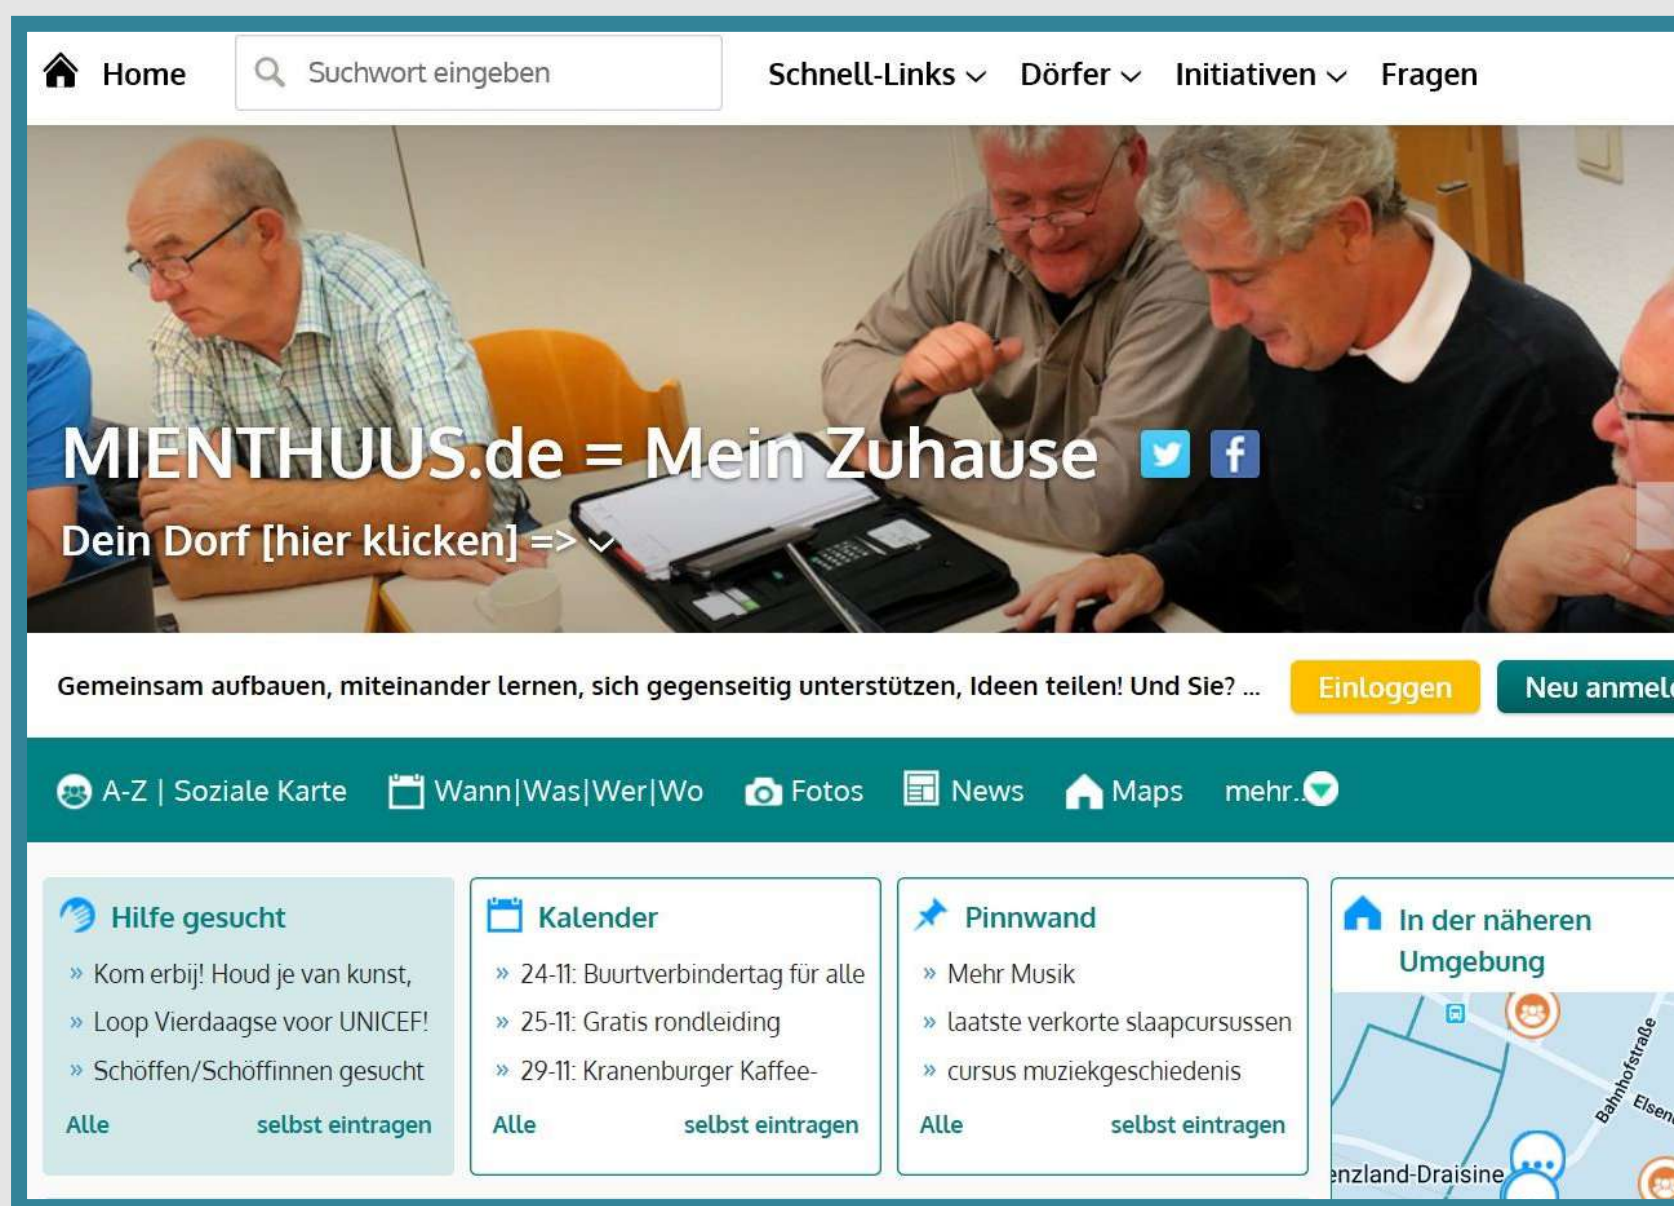 Home
Suchwort eingeben
Schnell-Links
Dörfer
Initiativen
Fragen
MIENTHUUS.de = Mein Zuhause
Dein Dorf [hier klicken] =>
Gemeinsam aufbauen, miteinander lernen, sich gegenseitig unterstützen, Ideen teilen! Und Sie? ...
Einloggen
Neu anmel
A-Z | Soziale Karte
Wann|Was|Wer|Wo
Fotos
News
Maps
mehr..
Hilfe gesucht
» Kom erbij! Houd je van kunst,
» Loop Vierdaagse voor UNICEF!
» Schöffen/Schöffinnen gesucht
Alle
selbst eintragen
Kalender
» 24-11: Buurtverbindertag für alle
» 25-11: Gratis rondleiding
» 29-11: Kranenburger Kaffee-
Alle
selbst eintragen
Pinnwand
» Mehr Musik
» laatste verkorte slaapcursussen
» cursus muziekgeschiedenis
Alle
selbst eintragen
In der näheren
Umgebung
Bahnhofstraße
Elsen
enzland-Draisine